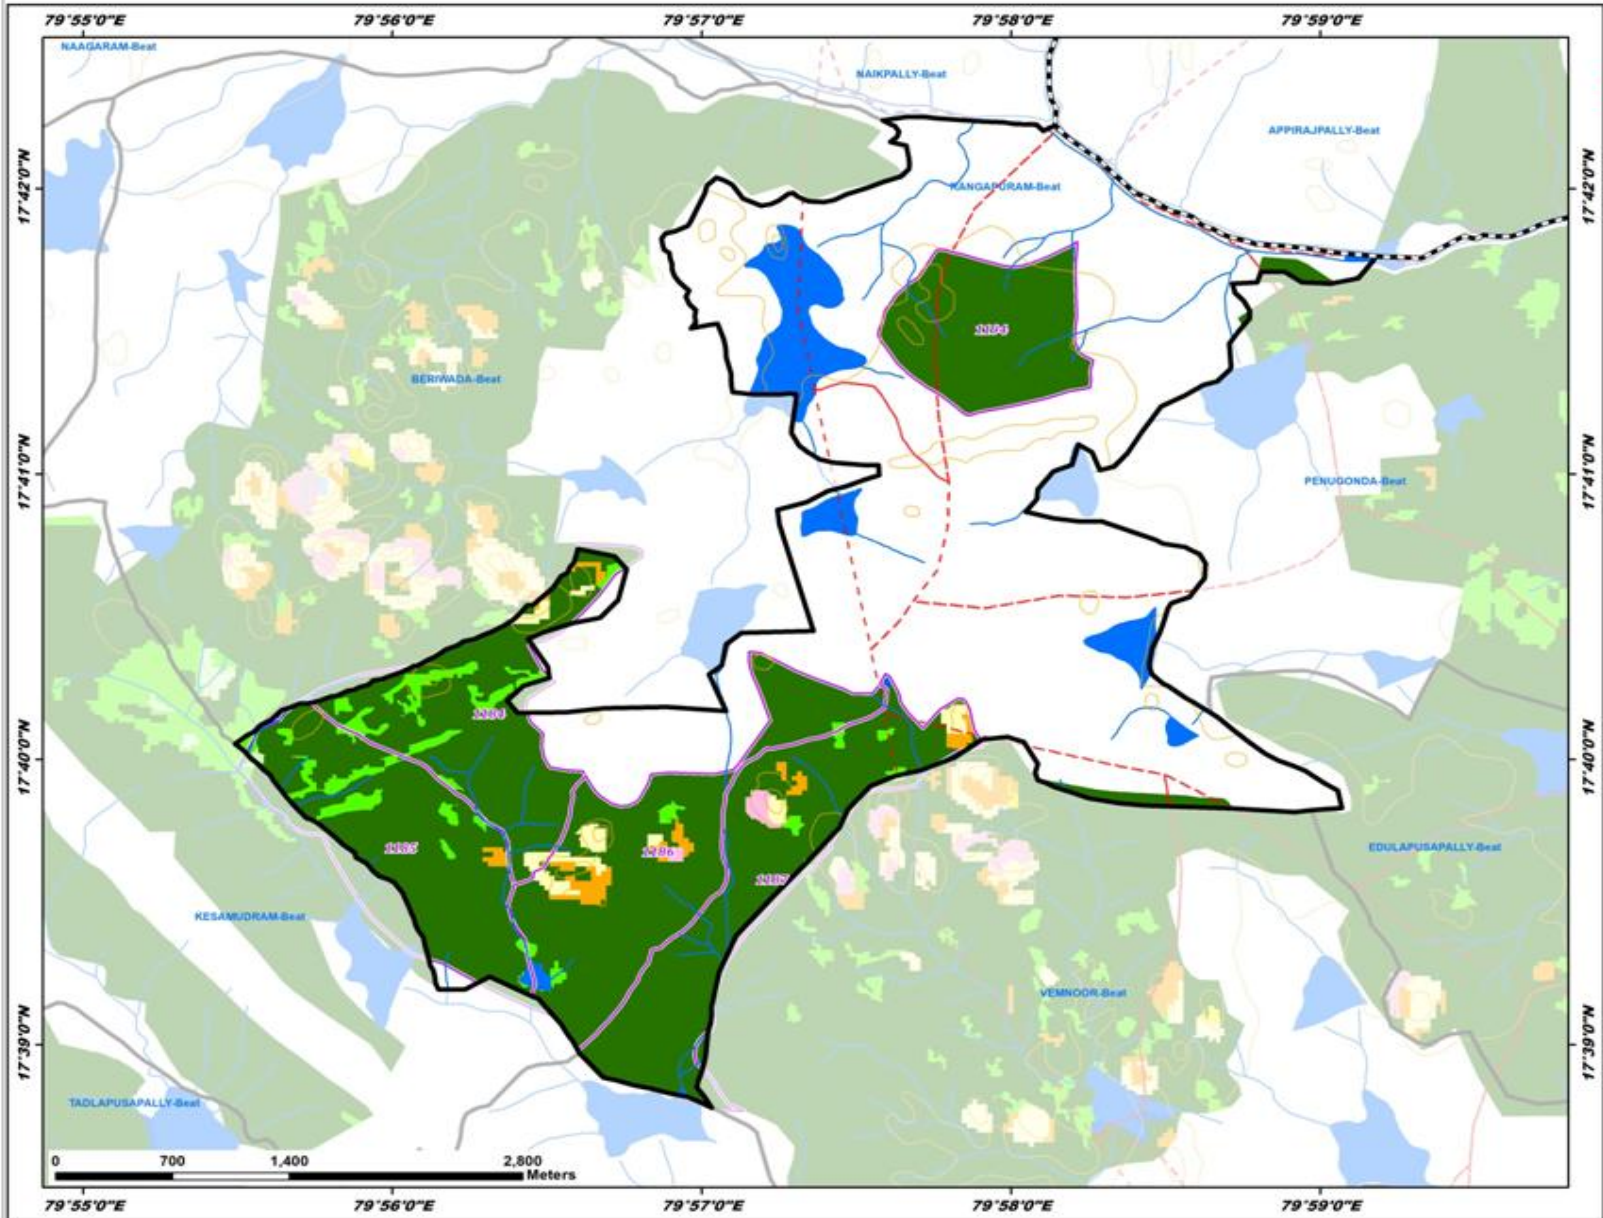 79°55'0"E 79°56'0"E 79°57'0"E 79°58'0"E 79°59'0"E
NAAGARAM-Beat
NAIKPALLY-Beat
APPIRAJPALLY-Beat
17°42'0"N 17°42'0"N
RANGAPURAM-Beat
1184
BERIWADA-Beat
17°41'0"N 17°41'0"N
PENUGONDA-Beat
1184
17°40'0"N 17°40'0"N
1185
1186
EDULAPUSAPALLY-Beat
1187
KESAMUDRAM-Beat
VEMNOOR-Beat
17°39'0"N 17°39'0"N
TADLAPUSAPALLY-Beat
0 700 1,400 2,800
Meters
79°55'0"E 79°56'0"E 79°57'0"E 79°58'0"E 79°59'0"E